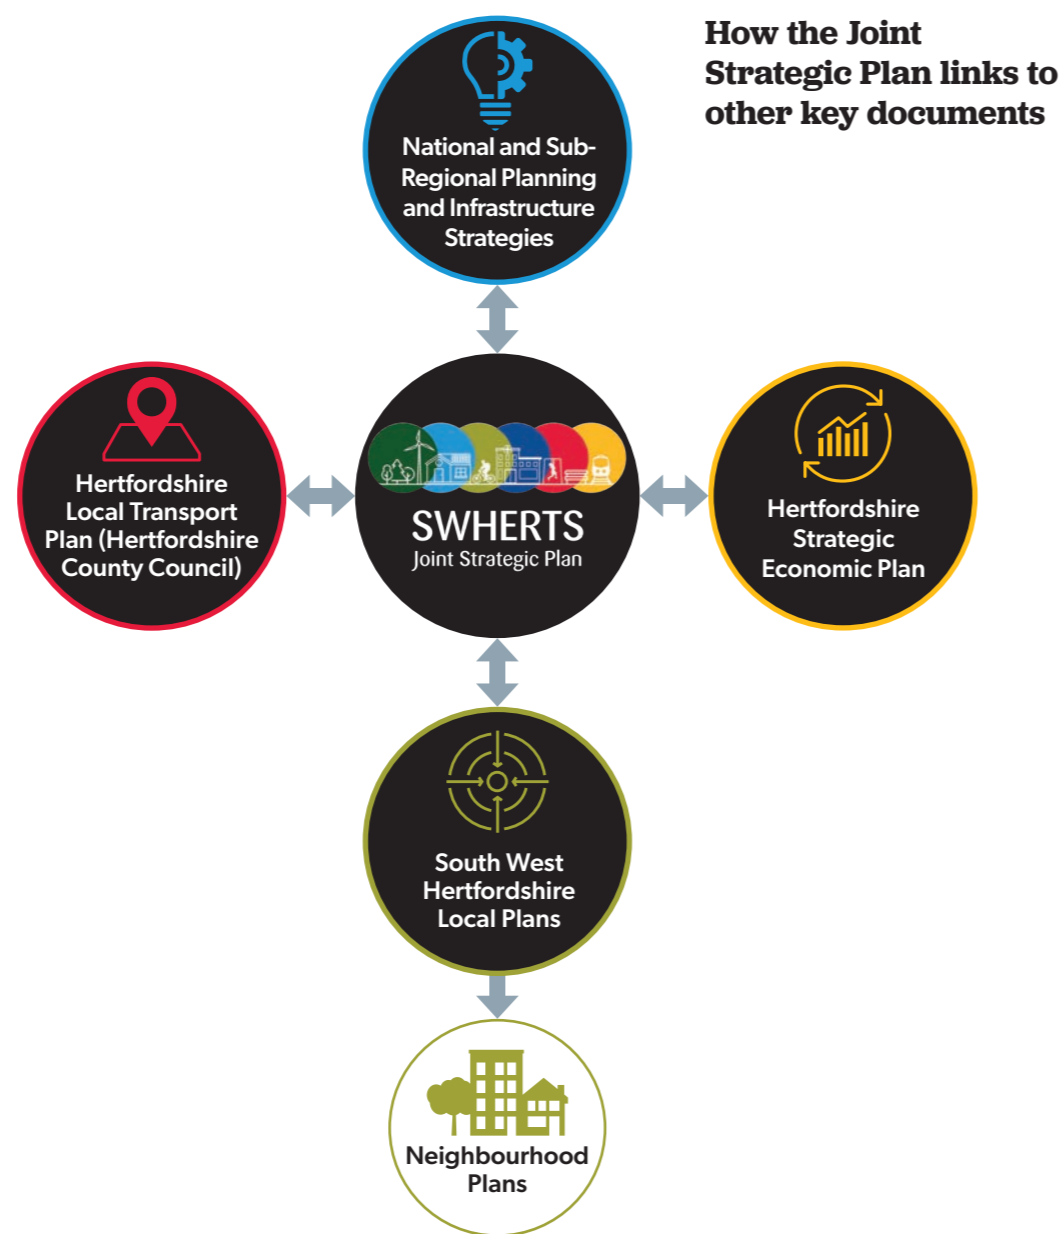 How the Joint
Strategic Plan links to
other key documents
National and Sub-
Regional Planning
and Infrastructure
Strategies
Hertfordshire
Local Transport
Plan (Hertfordshire
County Council)
SWHERTS
Joint Strategic Plan
Hertfordshire
Strategic
Economic Plan
South West
Hertfordshire
Local Plans
Neighbourhood
Plans